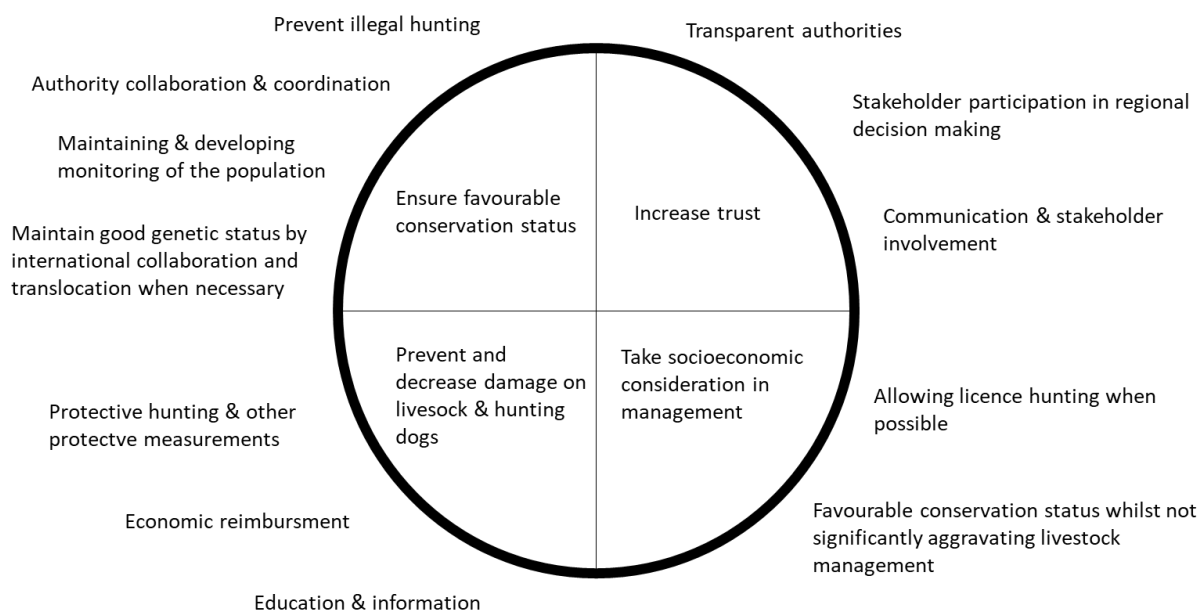 Prevent illegal hunting
Transparent authorities
Authority collaboration & coordination
Stakeholder participation in regional
decision making
Maintaining & developing
monitoring of the population
Ensure favourable
conservation status
Increase trust
Communication & stakeholder
involvement
Maintain good genetic status by
international collaboration and
translocation when necessary
Prevent and
decrease damage on
livesock & hunting
dogs
Take socioeconomic
consideration in
management
Protective hunting & other
protectve measurements
Allowing licence hunting when
possible
Economic reimbursment
Favourable conservation status whilst not
significantly aggravating livestock
management
Education & information